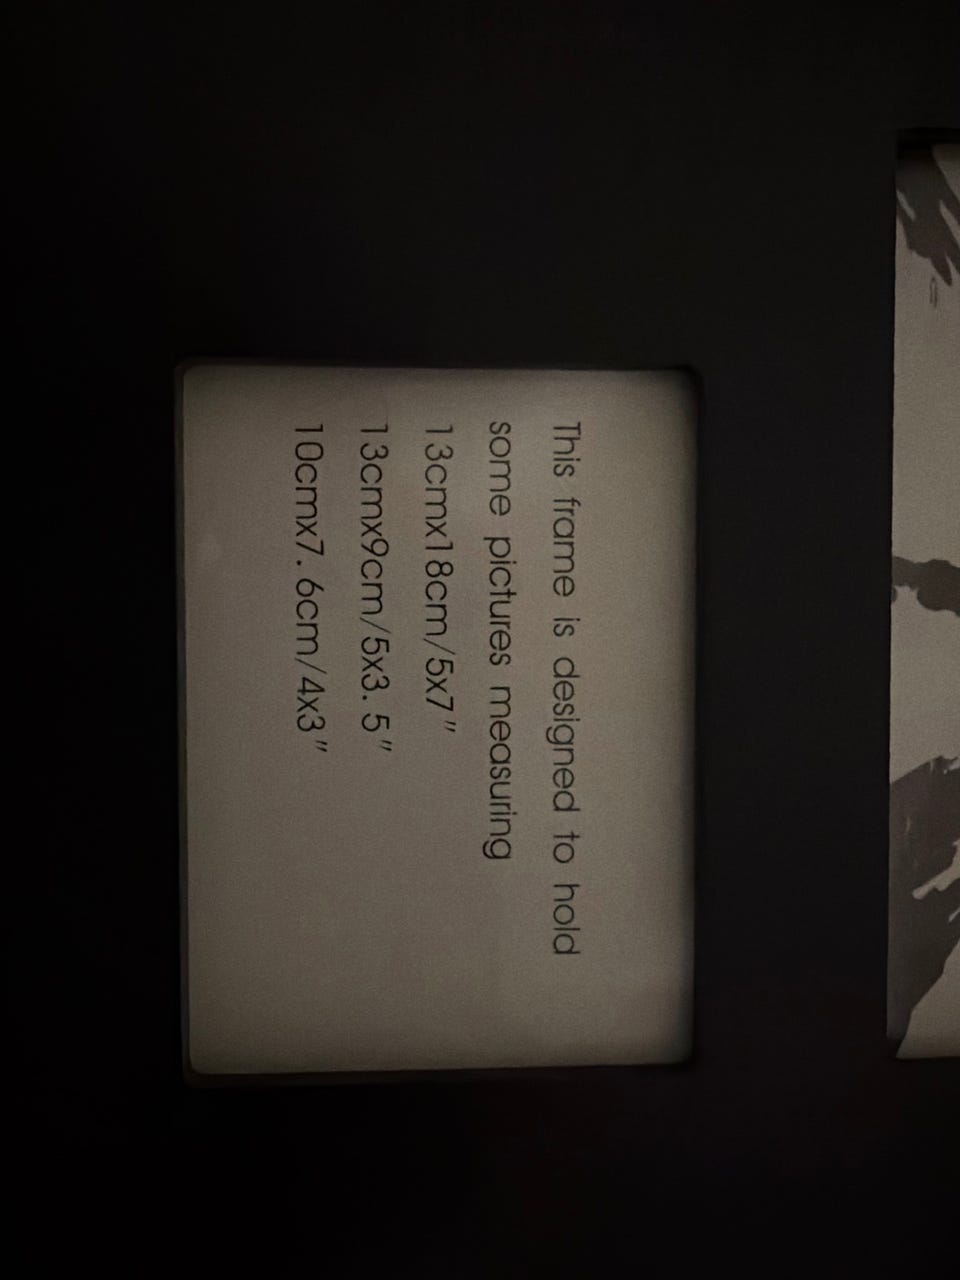 This frame is designed to hold
some pictures measuring
13cmx18cm/5x7"
13cmx9cm/5x3. 5"
10cmx7. 6cm/4x3"